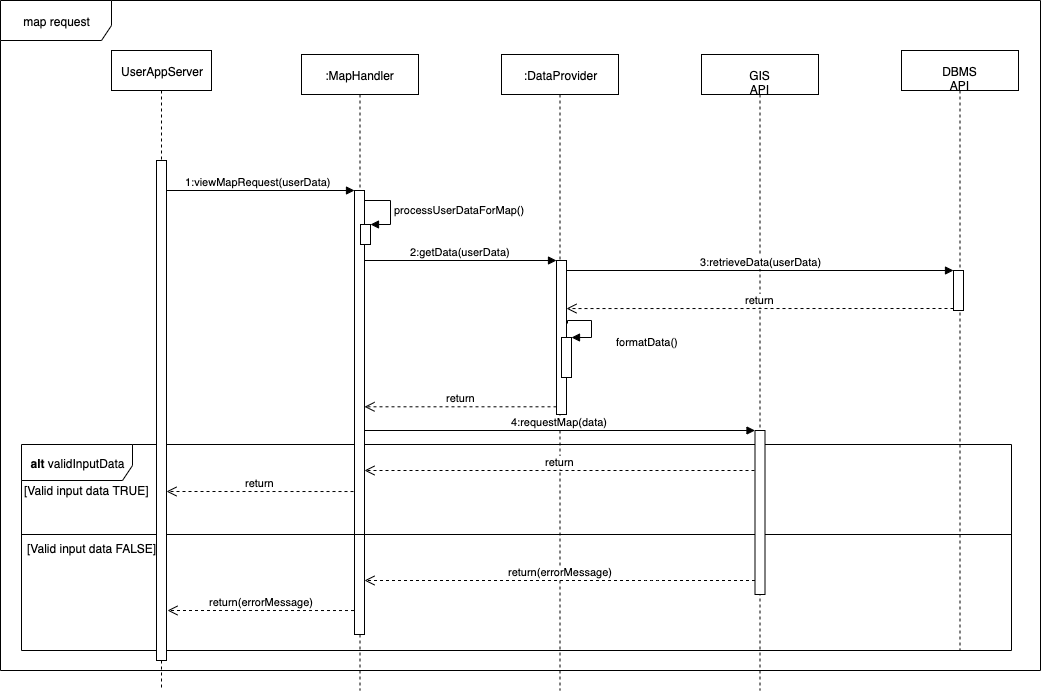 map request
UserAppServer
:MapHandler
:DataProvider
GIS
API
DBMS
API
1:viewMapRequest(userData)
processUserDataForMap()
2:getData(userData)
3:retrieveData(userData)
return
formatData()
return
4:requestMap(data)
alt validInputData
return
[Valid input data TRUE]
return
[Valid input data FALSE]
return(errorMessage)
return(errorMessage)